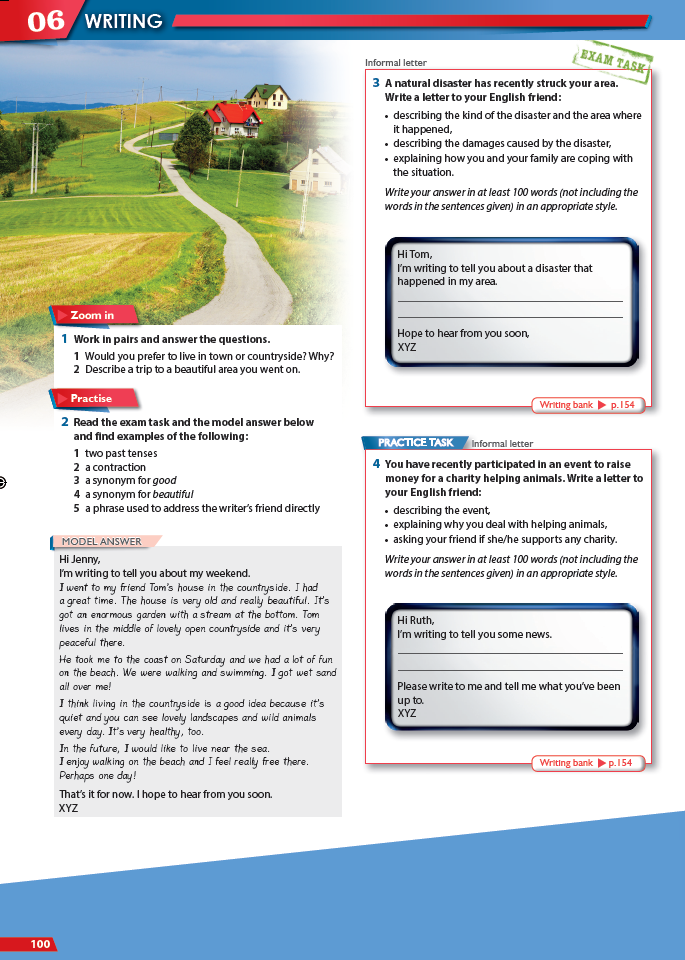 06 WRITING
Zoom in
1 Work in pairs and answer the questions.
1 Would you prefer to live in town or countryside? Why?
2 Describe a trip to a beautiful area you went on.
Practise
2 Read the exam task and the model answer below
and find examples of the following:
1 two past tenses
2 a contraction
3 a synonym for good
4 a synonym for beautiful
5 a phrase used to address the writer's friend directly
MODEL ANSWER
Hi Jenny,
I'm writing to tell you about my weekend.
I went to my friend Tom's house in the countryside. I had
a great time. The house is very old and really beautiful. It's
got an enormous garden with a stream at the bottom. Tom
lives in the middle of lovely open countryside and it's very
peaceful there.
He took me to the coast on Saturday and we had a lot of fun
on the beach. We were walking and swimming. I got wet sand
all over me!
I think living in the countryside is a good idea because it's
quiet and you can see lovely landscapes and wild animals
every day. It's very healthy, too.
In the future, I would like to live near the sea.
I enjoy walking on the beach and I feel really free there.
Perhaps one day!
That's it for now. I hope to hear from you soon.
XYZ
Informal letter
EXAM TASK
3 A natural disaster has recently struck your area.
Write a letter to your English friend:
• describing the kind of the disaster and the area where
it happened,
• describing the damages caused by the disaster,
• explaining how you and your family are coping with
the situation.
Write your answer in at least 100 words (not including the
words in the sentences given) in an appropriate style.
Hi Tom,
I'm writing to tell you about a disaster that
happened in my area.
Hope to hear from you soon,
XYZ
Writing bank p.154
PRACTICE TASK Informal letter
4 You have recently participated in an event to raise
money for a charity helping animals. Write a letter to
your English friend:
• describing the event,
• explaining why you deal with helping animals,
• asking your friend if she/he supports any charity.
Write your answer in at least 100 words (not including the
words in the sentences given) in an appropriate style.
Hi Ruth,
I'm writing to tell you some news.
Please write to me and tell me what you've been
up to.
XYZ
Writing bank p.154
100